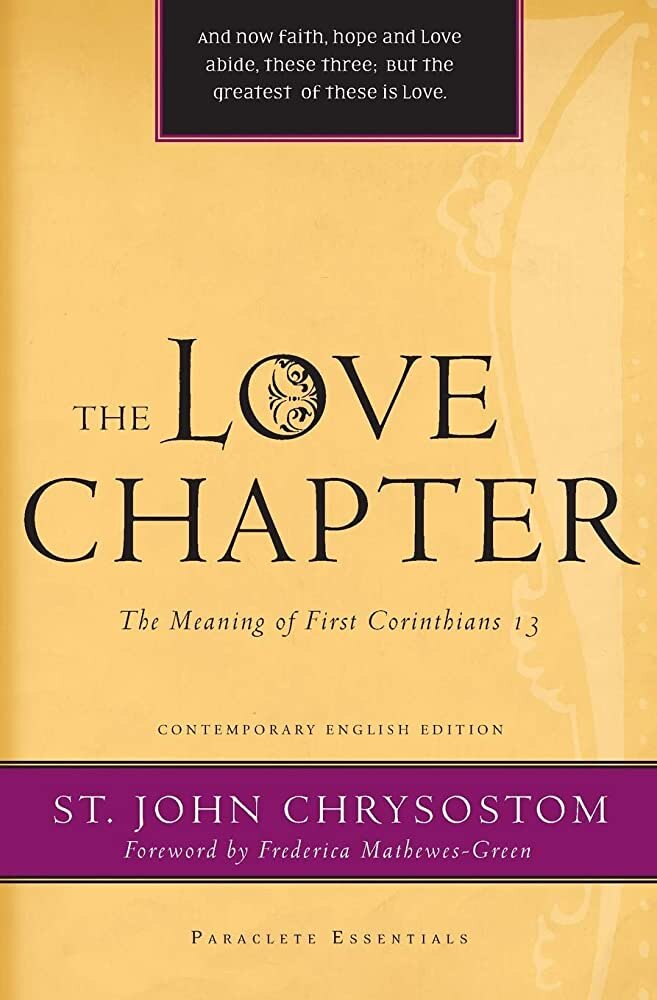 And now faith, hope and Love
abide, these three; But the
greatest of these is Love.
THE LOVE
CHAPTER
The Meaning of First Corinthians 13
CONTEMPORARY ENGLISH EDITION
ST. JOHN CHRYSOSTOM
Foreword by Frederica Mathewes-Green
PARACLETE ESSENTIALS